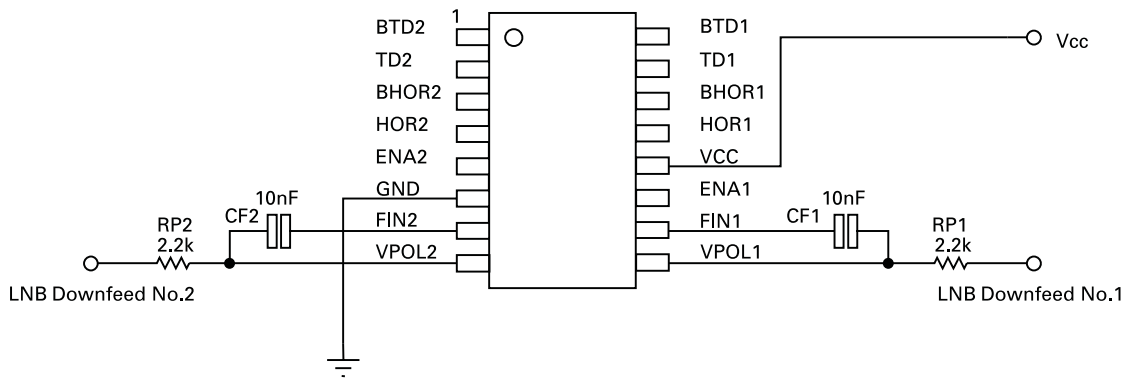 1
BTD2
BTD1
Vcc
TD2
TD1
BHOR2
BHOR1
HOR2
HOR1
ENA2
VCC
GND
ENA1
10nF
10nF
CF2
FIN2
FIN1
CF1
RP2
RP1
2.2k
VPOL2
VPOL1
2.2k
LNB Downfeed No.2
LNB Downfeed No.1